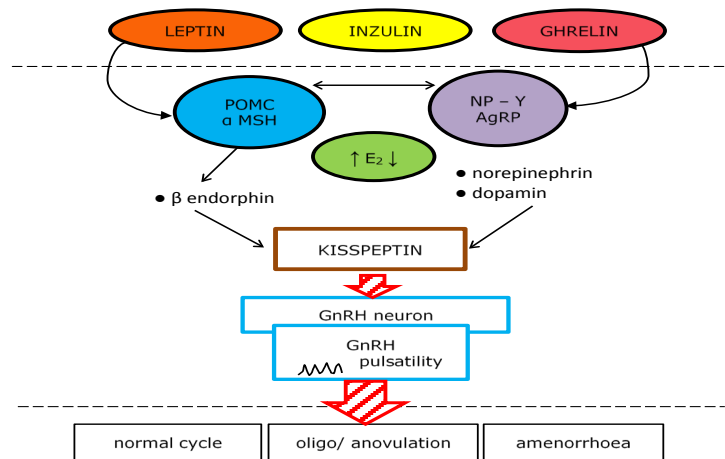 LEPTIN
INZULIN
GHRELIN
POMC
α MSH
NP – Y
AgRP
↑ E₂ ↓
● β endorphin
● norepinephrin
● dopamin
KISSPEPTIN
GnRH neuron
GnRH
pulsatility
normal cycle
oligo/ anovulation
amenorrhoea